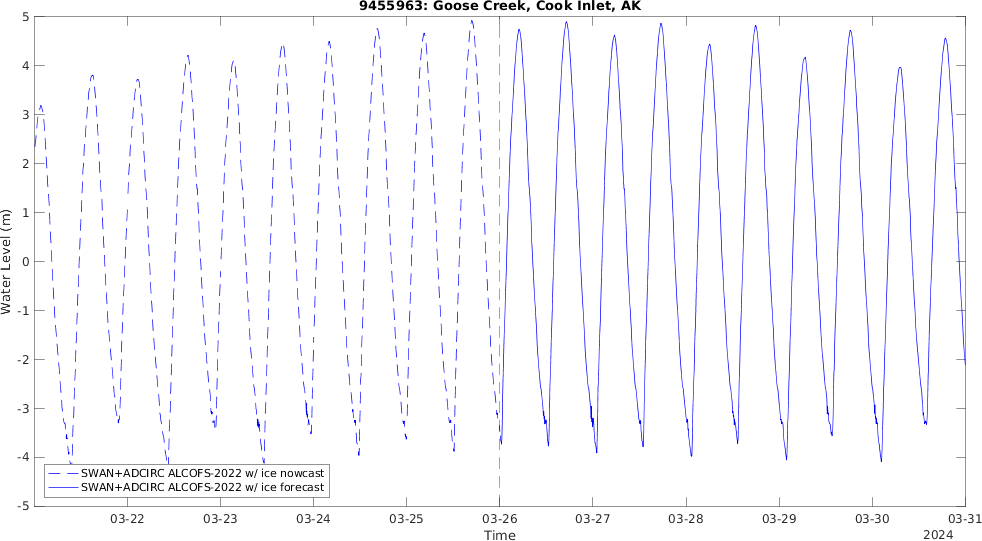 9455963: Goose Creek, Cook Inlet, AK
5
4
3
2
1
0
-1
-2
-3
-4
-5
Water Level (m)
SWAN+ADCIRC ALCOFS-2022 w/ ice nowcast
SWAN+ADCIRC ALCOFS-2022 w/ ice forecast
03-22 03-23 03-24 03-25 03-26 03-27 03-28 03-29 03-30 03-31
Time
2024